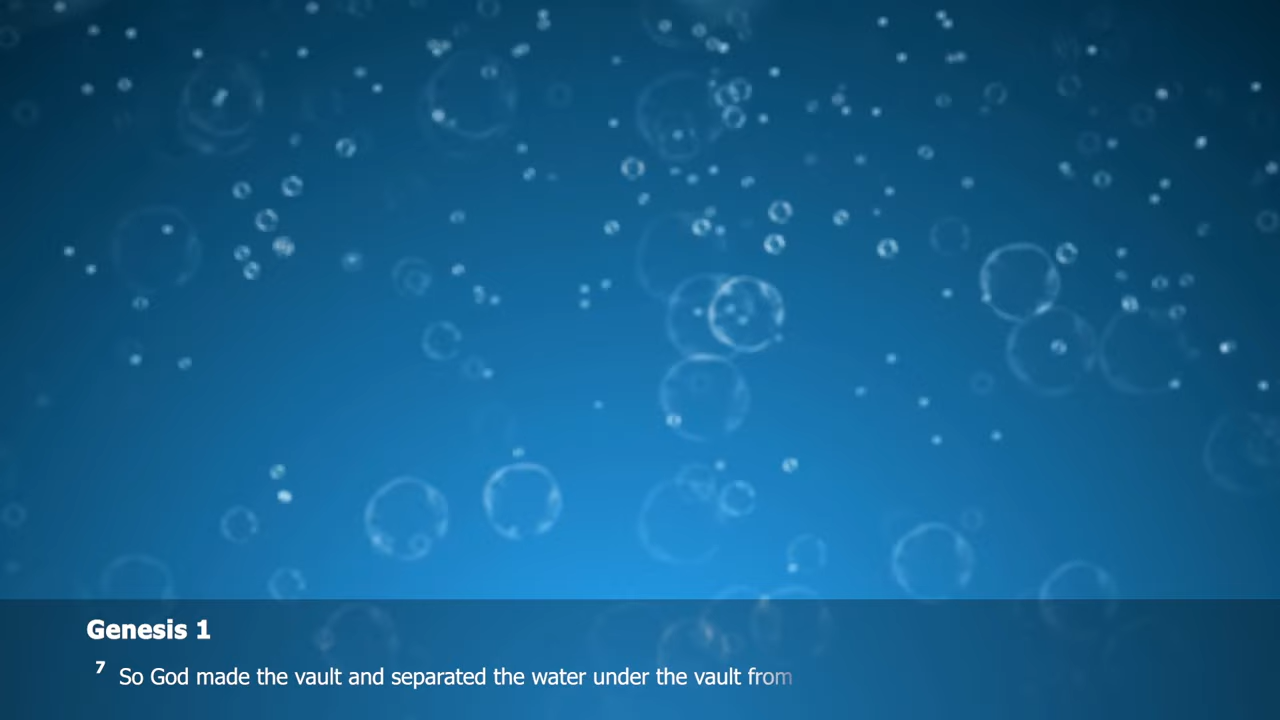 Genesis 1
7 So God made the vault and separated the water under the vault from